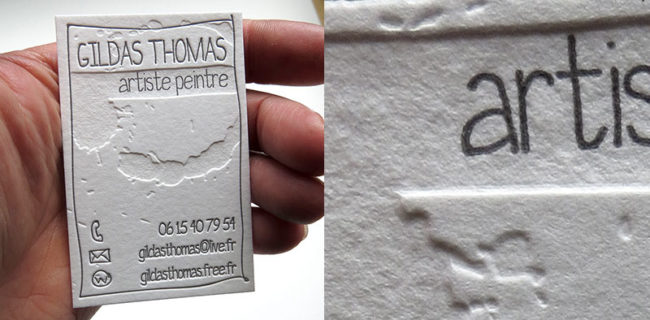 GILDAS THOMAS
artiste peintre
06 15 40 79 54
gildasthomas@live.fr
gildasthomas.free.fr
artis